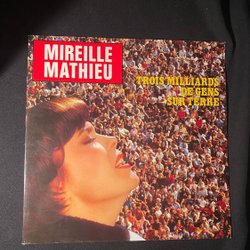 MIREILLE
MATHIEU
TROIS MILLIARDS
DE GENS
SUR TERRE